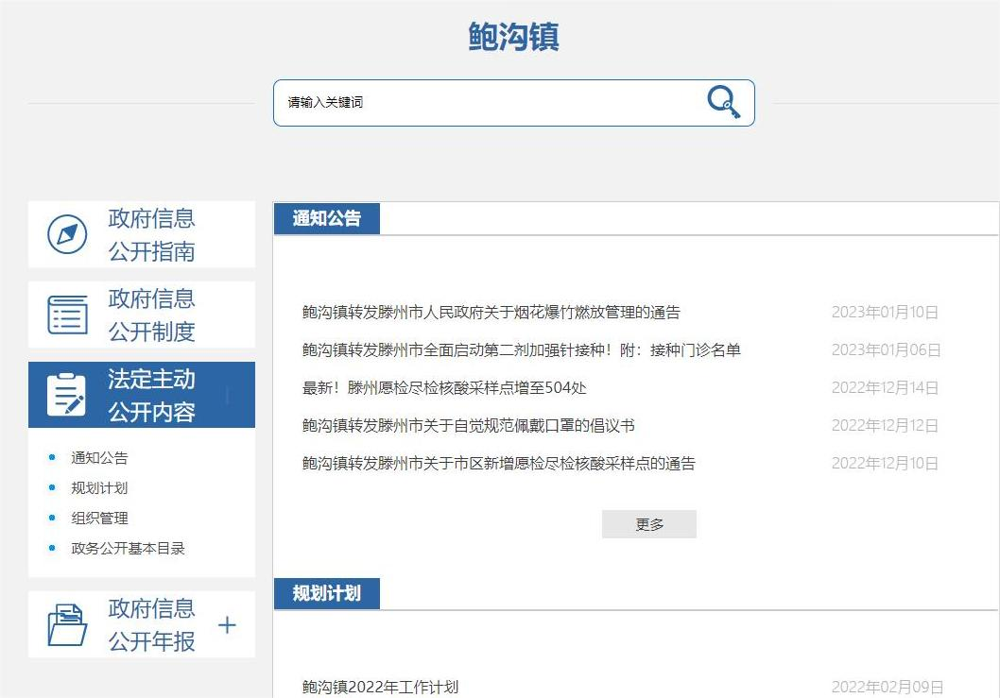 鲍沟镇
请输入关键词
政府信息
公开指南
政府信息
公开制度
法定主动
公开内容
通知公告
规划计划
组织管理
政务公开基本目录
政府信息
公开年报
通知公告
鲍沟镇转发滕州市人民政府关于烟花爆竹燃放管理的通告 2023年01月10日
鲍沟镇转发滕州市全面启动第二剂加强针接种！附：接种门诊名单 2023年01月06日
最新！滕州愿检尽检核酸采样点增至504处 2022年12月14日
鲍沟镇转发滕州市关于自觉规范佩戴口罩的倡议书 2022年12月12日
鲍沟镇转发滕州市关于市区新增愿检尽检核酸采样点的通告 2022年12月10日
更多
规划计划
鲍沟镇2022年工作计划 2022年02月09日